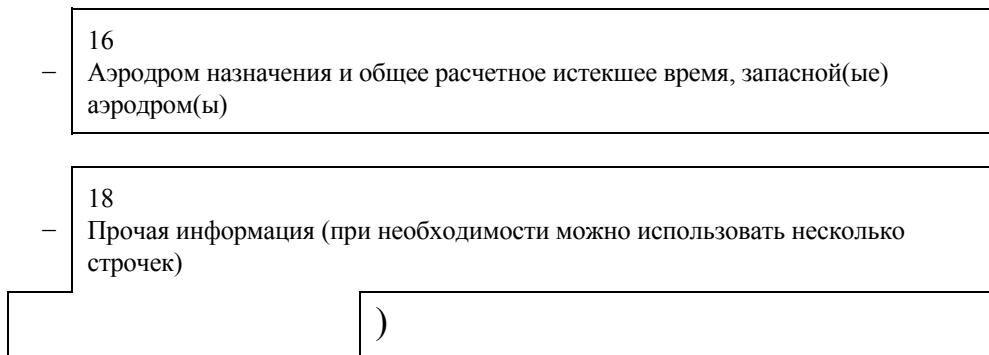 16
– Аэродром назначения и общее расчетное истекшее время, запасной(ые)
аэродром(ы)
18
– Прочая информация (при необходимости можно использовать несколько
строчек)
)